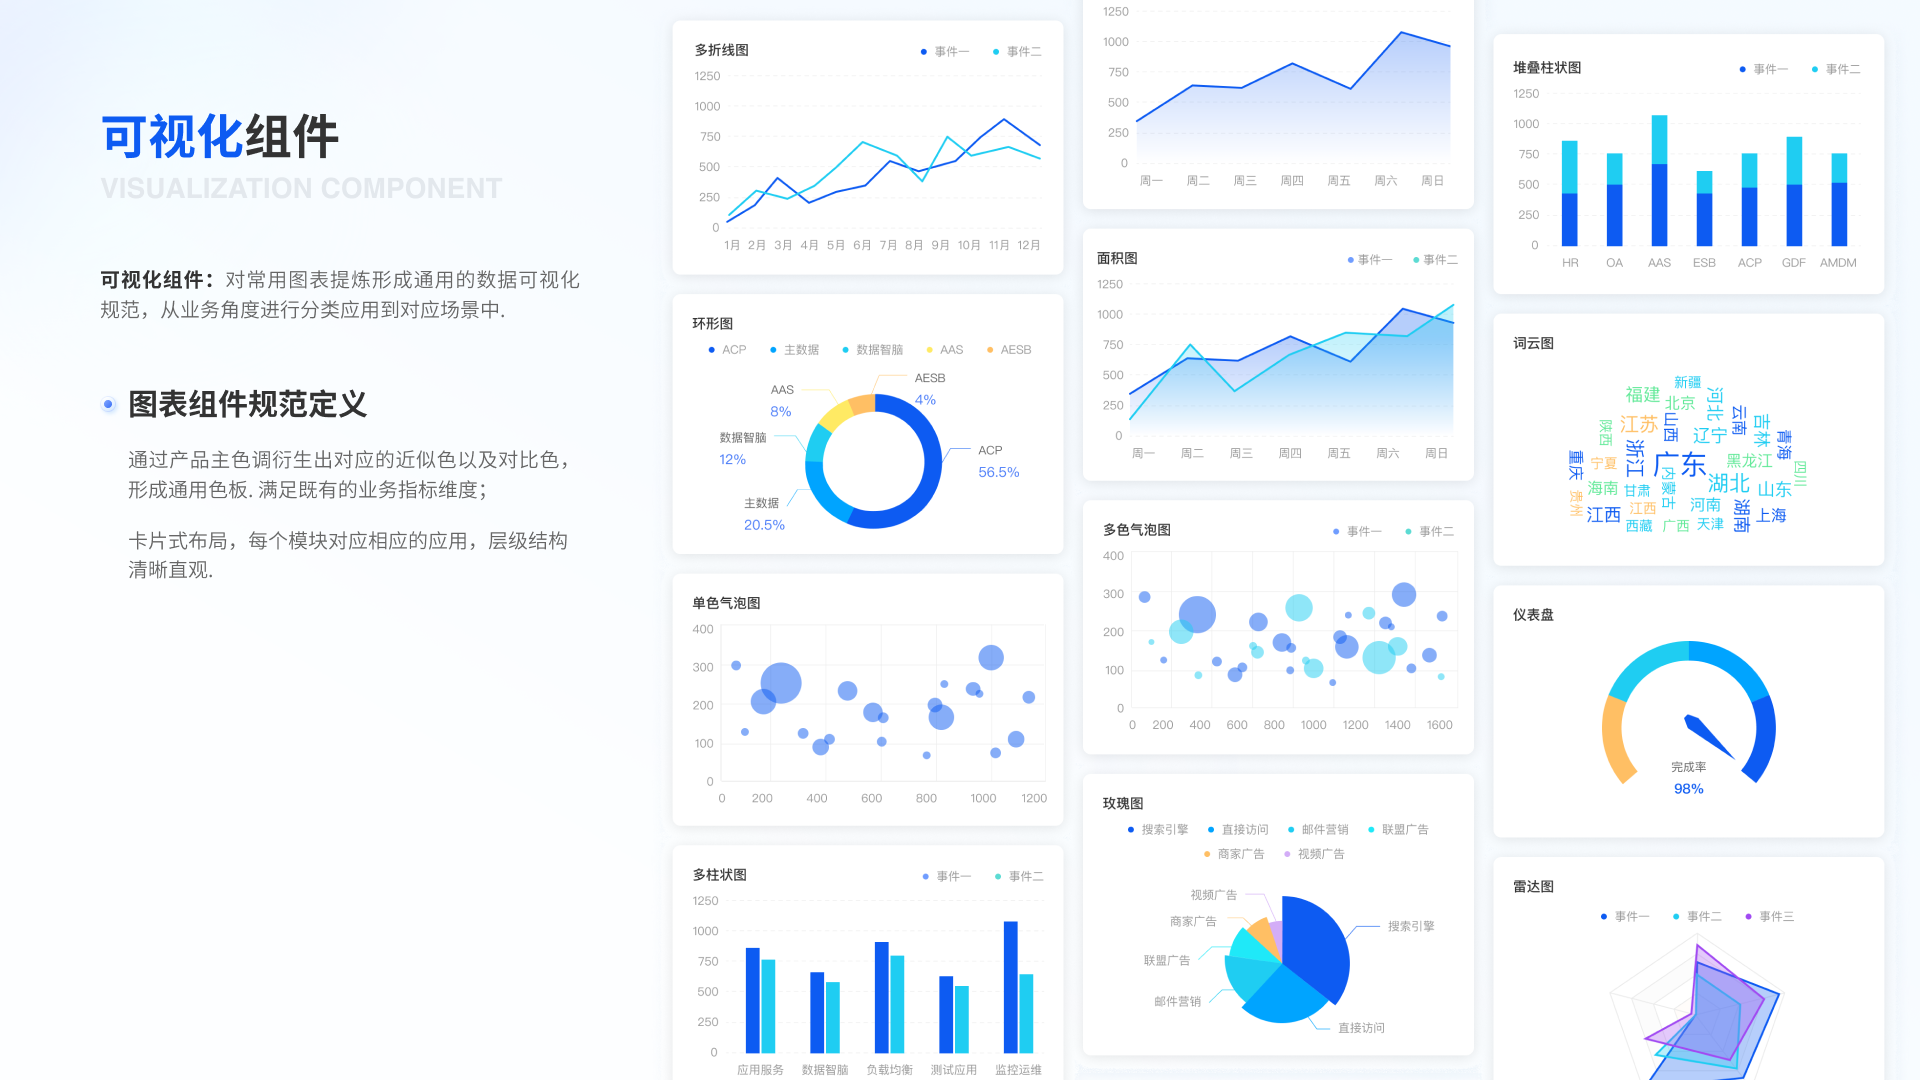 可视化组件
VISUALIZATION COMPONENT
可视化组件：对常用图表提炼形成通用的数据可视化
规范，从业务角度进行分类应用到对应场景中.
图表组件规范定义
通过产品主色调衍生出对应的近似色以及对比色，
形成通用色板. 满足既有的业务指标维度；
卡片式布局，每个模块对应相应的应用，层级结构
清晰直观.
多折线图
事件一 事件二
1250
1000
750
500
250
0
1月 2月 3月 4月 5月 6月 7月 8月 9月 10月 11月 12月
环形图
ACP 主数据 数据智脑 AAS AESB
AESB
4%
AAS
8%
数据智脑
12%
ACP
56.5%
主数据
20.5%
单色气泡图
400
300
200
100
0
0 200 400 600 800 1000 1200
多柱状图
事件一 事件二
1250
1000
750
500
250
0
应用服务 数据智脑 负载均衡 测试应用 监控运维
1250
1000
750
500
250
0
周一 周二 周三 周四 周五 周六 周日
面积图
事件一 事件二
1250
1000
750
500
250
0
周一 周二 周三 周四 周五 周六 周日
多色气泡图
事件一 事件二
400
300
200
100
0
0 200 400 600 800 1000 1200 1400 1600
玫瑰图
搜索引擎 直接访问 邮件营销 联盟广告
商家广告 视频广告
视频广告
商家广告
搜索引擎
联盟广告
邮件营销
直接访问
堆叠柱状图
事件一 事件二
1250
1000
750
500
250
0
HR OA AAS ESB ACP GDF AMDM
词云图
新疆
福建
北京
河北
云南
江苏
山西
辽宁
吉林
青海
陕西
浙江
广东
黑龙江
四川
重庆
宁夏
内蒙古
湖北
山东
海南
甘肃
贵州
江西
江西
河南
湖南
上海
西藏
广西
天津
仪表盘
完成率
98%
雷达图
事件一 事件二 事件三